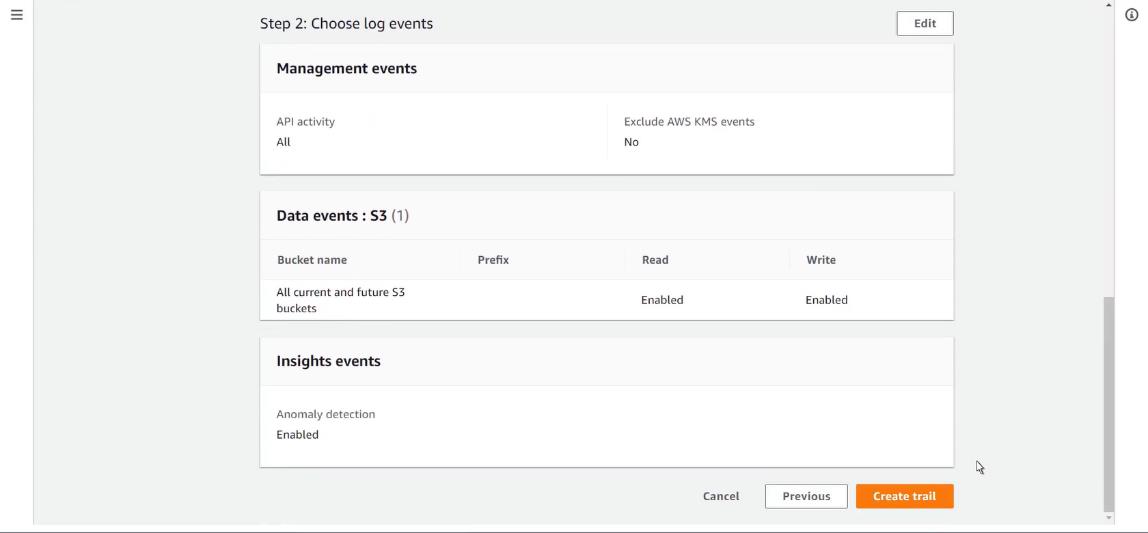 Step 2: Choose log events
Edit
Management events
API activity
Exclude AWS KMS events
All
No
Data events : S3 (1)
Bucket name
Prefix
Read
Write
All current and future S3
buckets
Enabled
Enabled
Insights events
Anomaly detection
Enabled
Cancel
Previous
Create trail